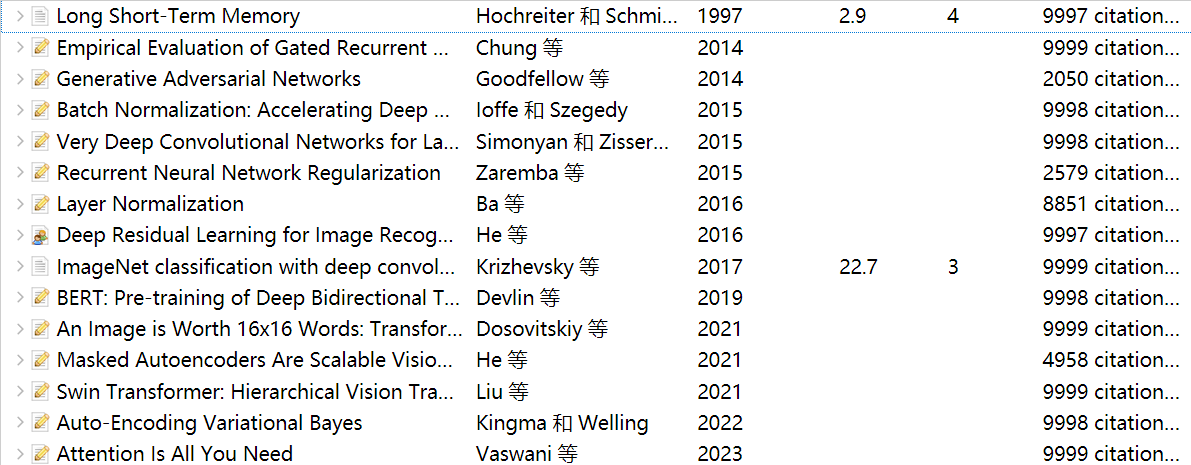 Long Short-Term Memory Hochreiter 和 Schmi... 1997 2.9 4 9997 citation...
Empirical Evaluation of Gated Recurrent ... Chung 等 2014 9999 citation...
Generative Adversarial Networks Goodfellow 等 2014 2050 citation...
Batch Normalization: Accelerating Deep ... Ioffe 和 Szegedy 2015 9998 citation...
Very Deep Convolutional Networks for La... Simonyan 和 Zisser... 2015 9998 citation...
Recurrent Neural Network Regularization Zaremba 等 2015 2579 citation...
Layer Normalization Ba 等 2016 8851 citation...
Deep Residual Learning for Image Recog... He 等 2016 9997 citation...
ImageNet classification with deep convol... Krizhevsky 等 2017 22.7 3 9999 citation...
BERT: Pre-training of Deep Bidirectional T... Devlin 等 2019 9998 citation...
An Image is Worth 16x16 Words: Transfor... Dosovitskiy 等 2021 9999 citation...
Masked Autoencoders Are Scalable Visio... He 等 2021 4958 citation...
Swin Transformer: Hierarchical Vision Tra... Liu 等 2021 9999 citation...
Auto-Encoding Variational Bayes Kingma 和 Welling 2022 9998 citation...
Attention Is All You Need Vaswani 等 2023 9999 citation...